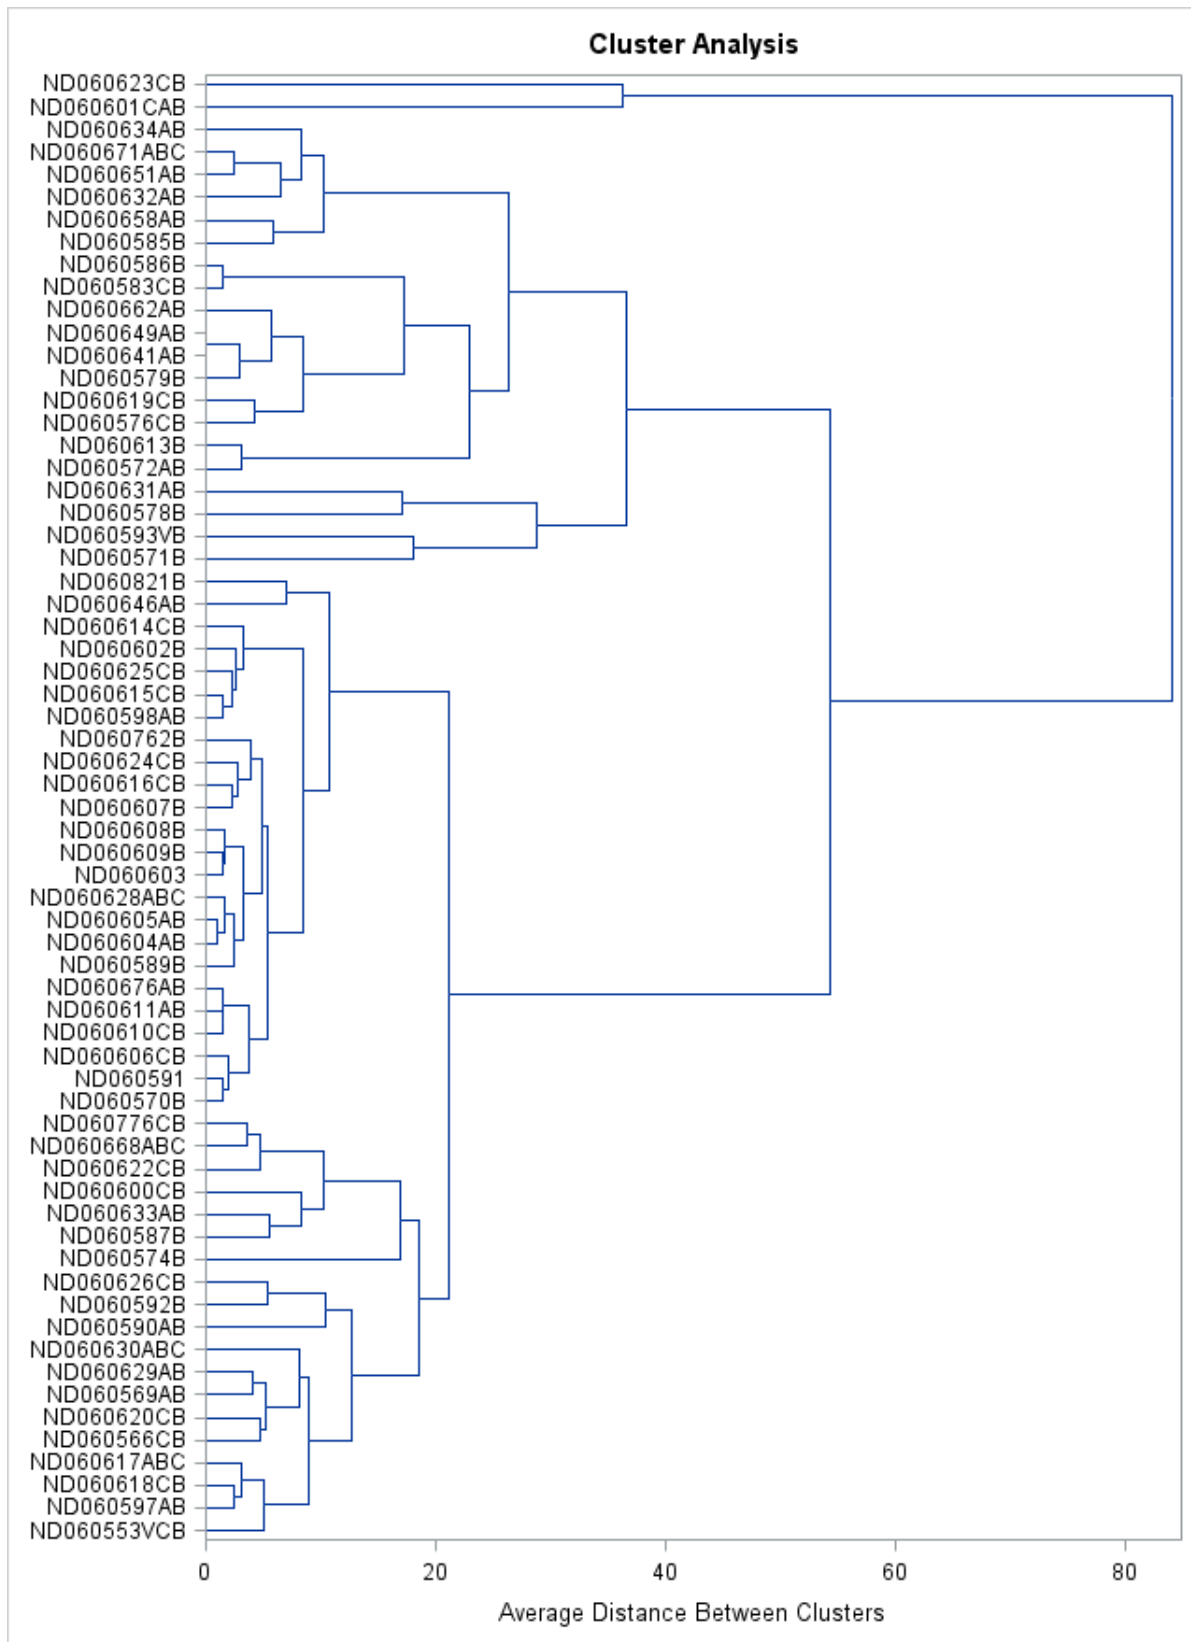 Cluster Analysis
ND060623CB
ND060601CAB
ND060634AB
ND060671ABC
ND060651AB
ND060632AB
ND060658AB
ND060585B
ND060586B
ND060583CB
ND060662AB
ND060649AB
ND060641AB
ND060579B
ND060619CB
ND060576CB
ND060613B
ND060572AB
ND060631AB
ND060578B
ND060593VB
ND060571B
ND060821B
ND060646AB
ND060614CB
ND060602B
ND060625CB
ND060615CB
ND060598AB
ND060762B
ND060624CB
ND060616CB
ND060607B
ND060608B
ND060609B
ND060603
ND060628ABC
ND060605AB
ND060604AB
ND060589B
ND060676AB
ND060611AB
ND060610CB
ND060606CB
ND060591
ND060570B
ND060776CB
ND060668ABC
ND060622CB
ND060600CB
ND060633AB
ND060587B
ND060574B
ND060626CB
ND060592B
ND060590AB
ND060630ABC
ND060629AB
ND060569AB
ND060620CB
ND060566CB
ND060617ABC
ND060618CB
ND060597AB
ND060553VCB
0 20 40 60 80
Average Distance Between Clusters